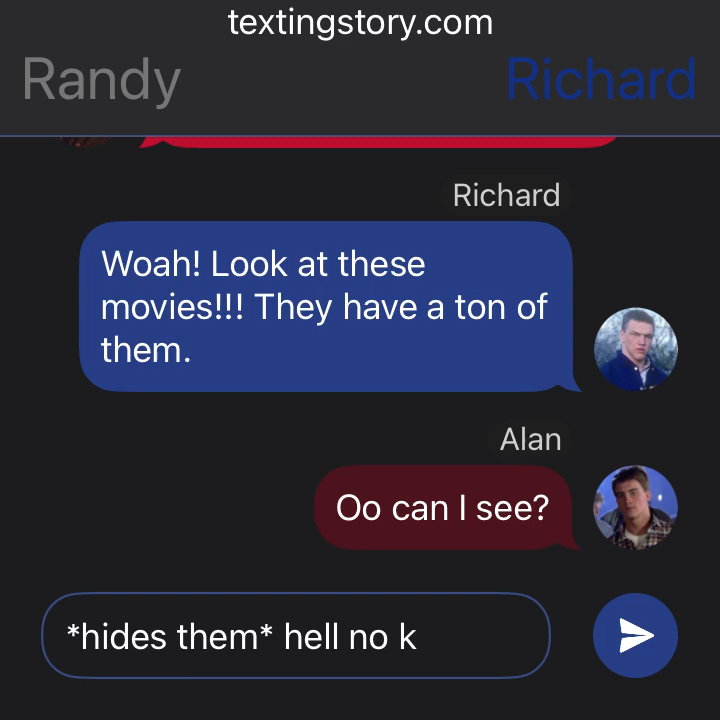 textingstory.com
Randy
Richard
Richard
Woah! Look at these
movies!!! They have a ton of
them.
Alan
Oo can I see?
*hides them* hell no k